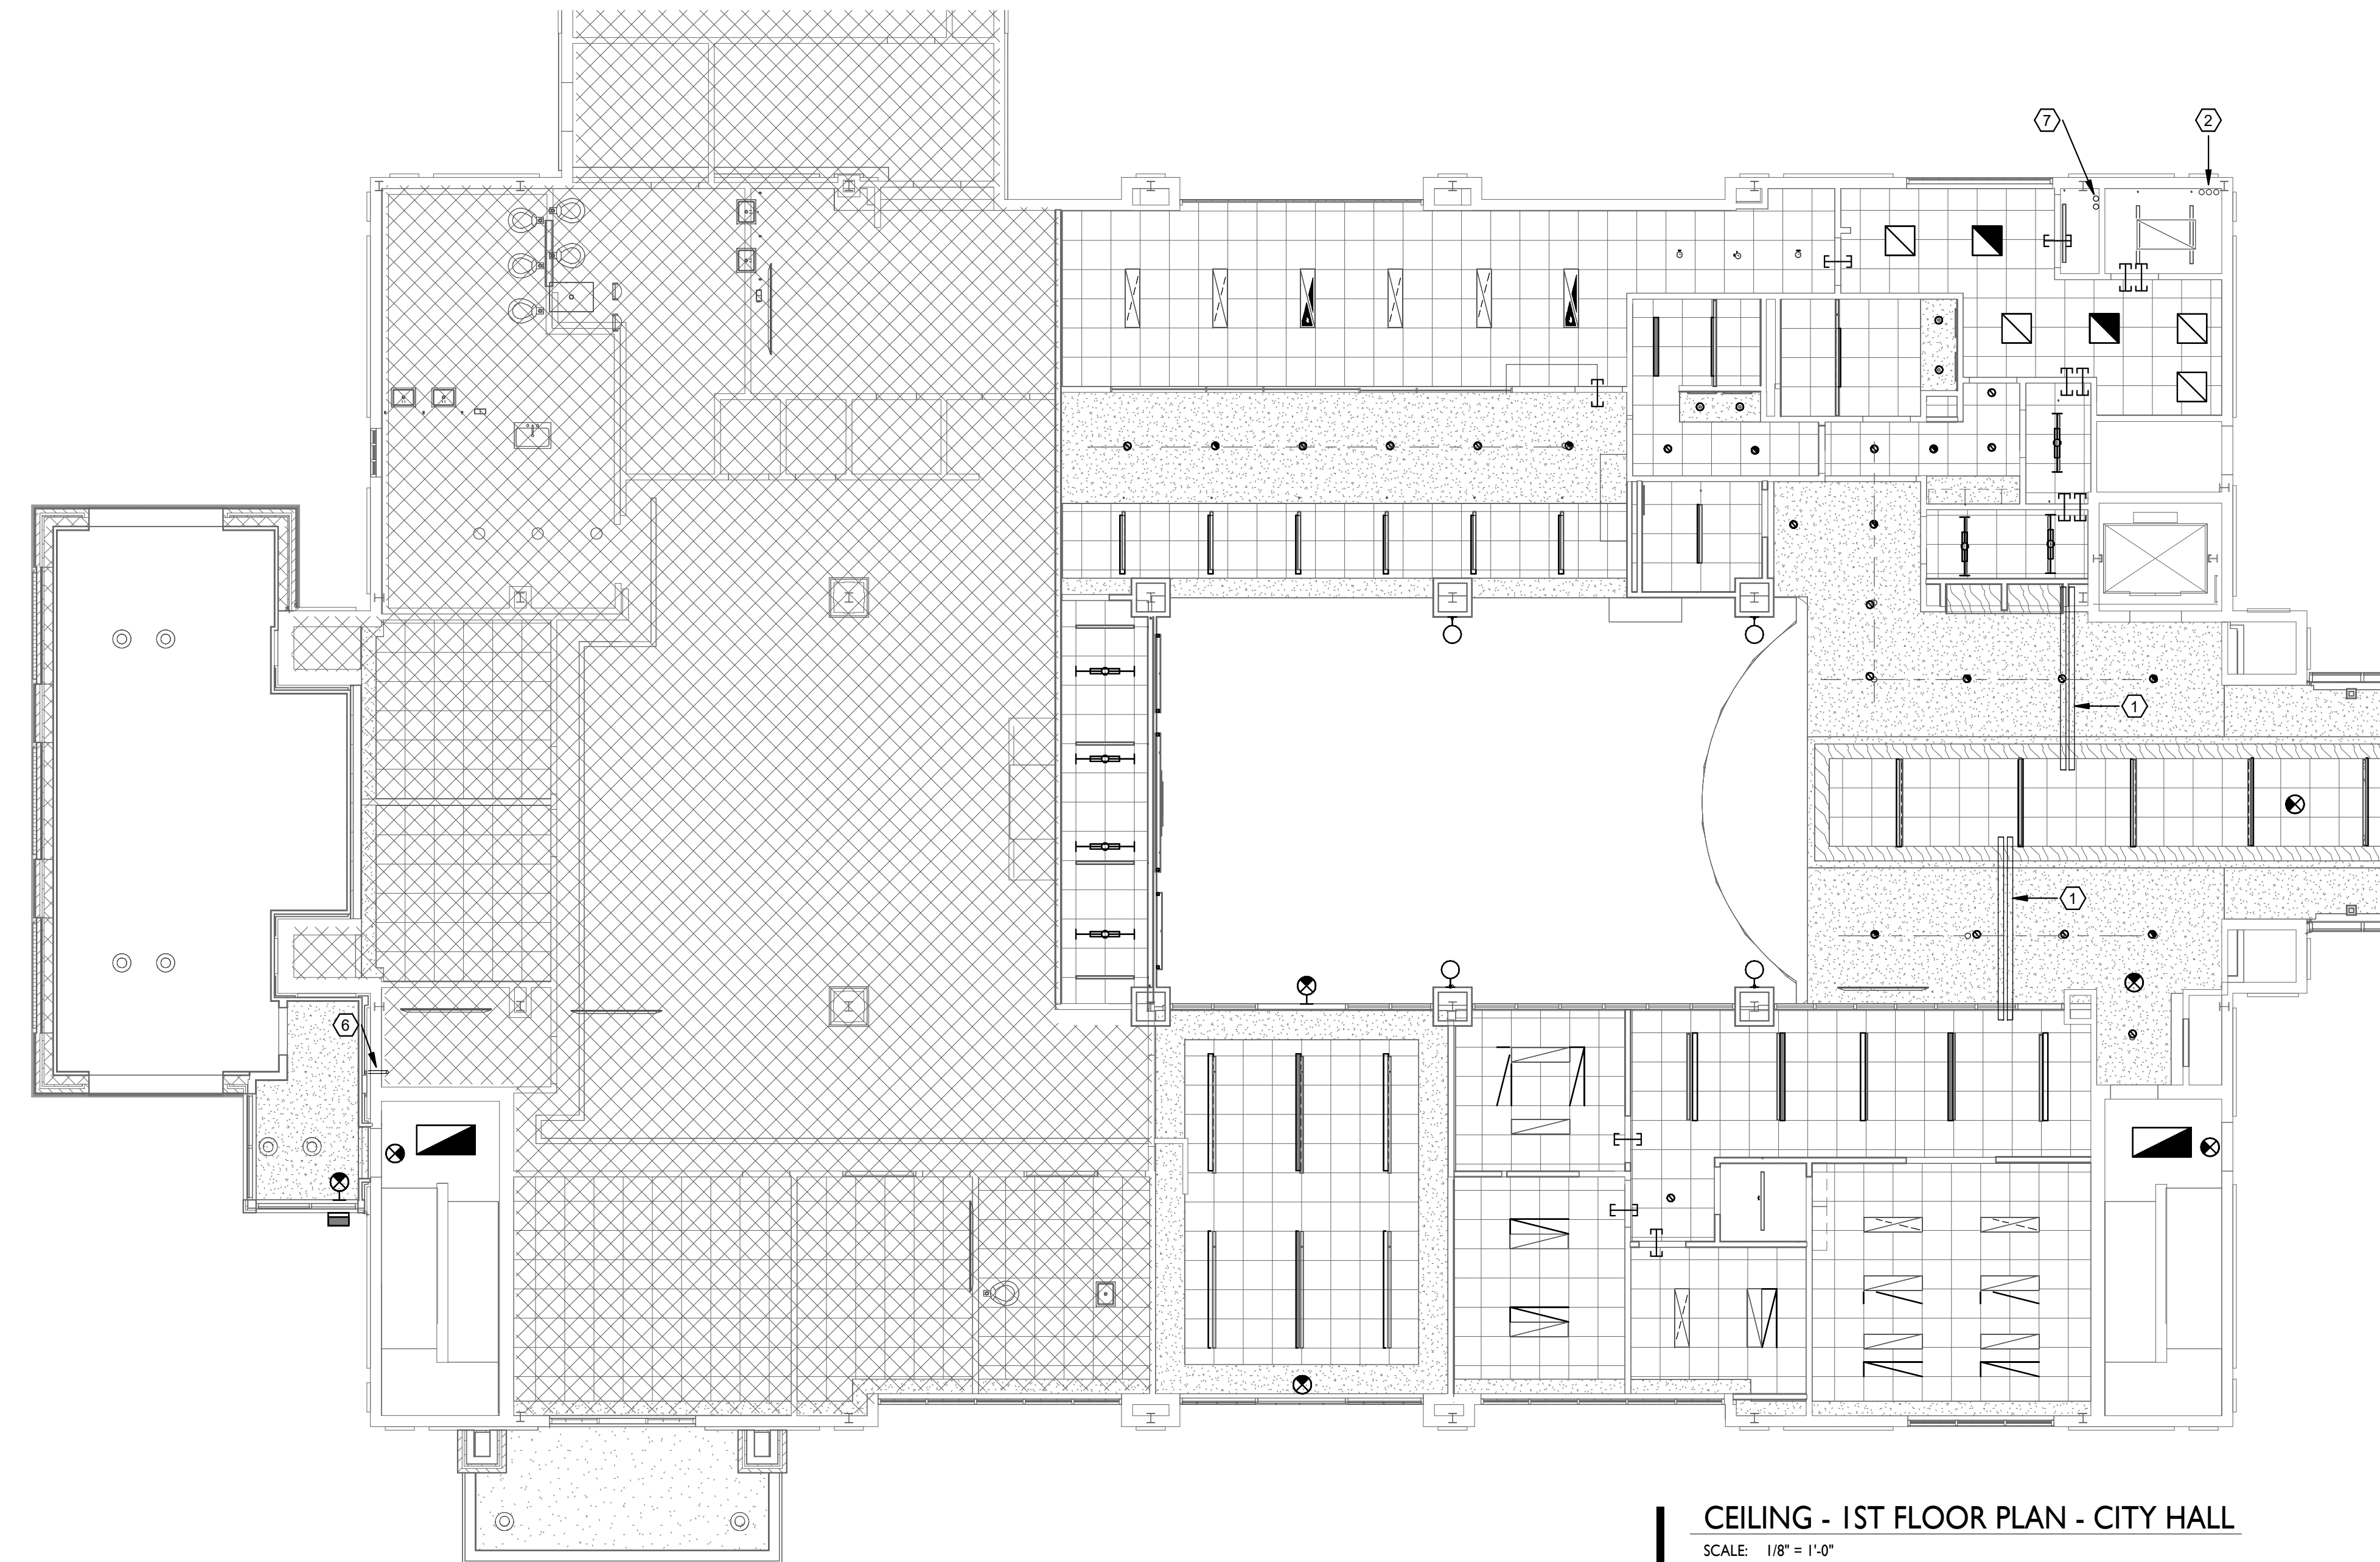 7
2
1
1
6
CEILING - 1ST FLOOR PLAN - CITY HALL
SCALE: 1/8" = 1'-0"